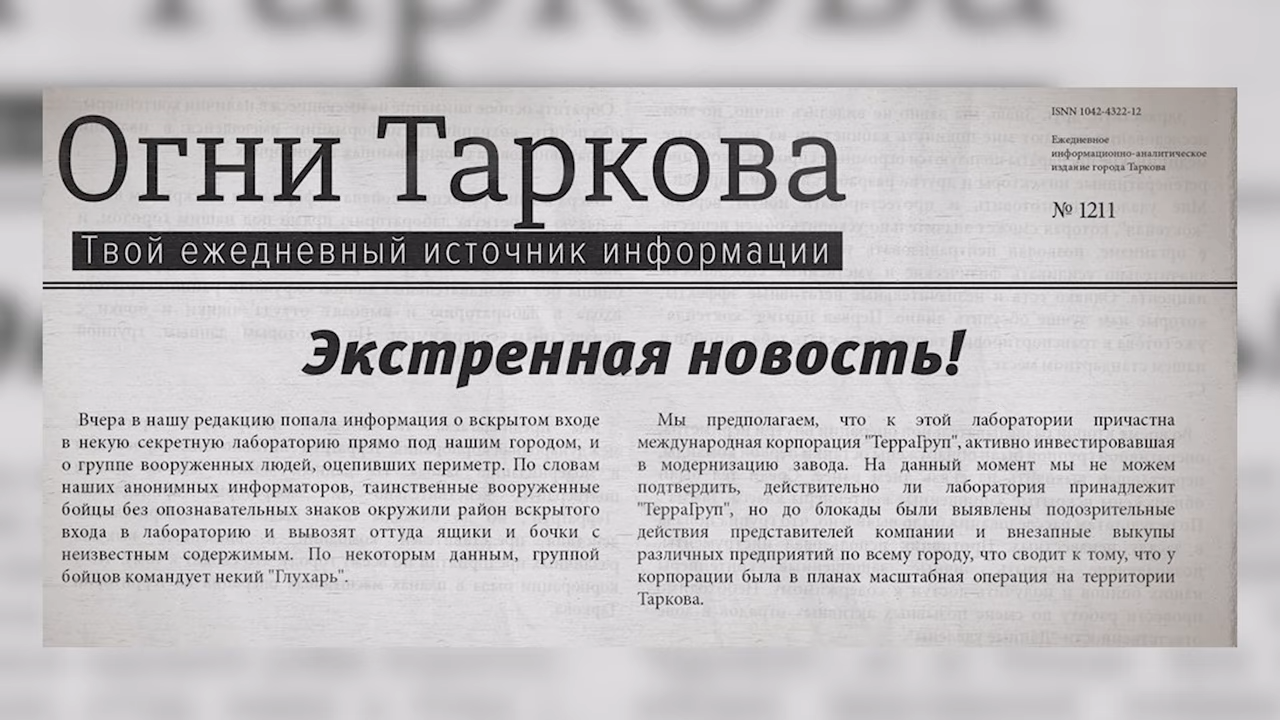 Огни Таркова
Твой ежедневный источник информации
ISNN 1042-4322-12
Ежедневное
информационно-аналитическое
издание города Таркова
№ 1211
Экстренная новость!
Вчера в нашу редакцию попала информация о вскрытом входе
в некую секретную лабораторию прямо под нашим городом, и
о группе вооруженных людей, оцепивших периметр. По словам
наших анонимных информаторов, таинственные вооруженные
бойцы без опознавательных знаков окружили район вскрытого
входа в лабораторию и вывозят оттуда ящики и бочки с
неизвестным содержимым. По некоторым данным, группой
бойцов командует некий "Глухарь".
Мы предполагаем, что к этой лаборатории причастна
международная корпорация "ТерраГруп", активно инвестировавшая
в модернизацию завода. На данный момент мы не можем
подтвердить, действительно ли лаборатория принадлежит
"ТерраГруп", но до блокады были выявлены подозрительные
действия представителей компании и внезапные выкупы
различных предприятий по всему городу, что сводит к тому, что у
корпорации была в планах масштабная операция на территории
Таркова.